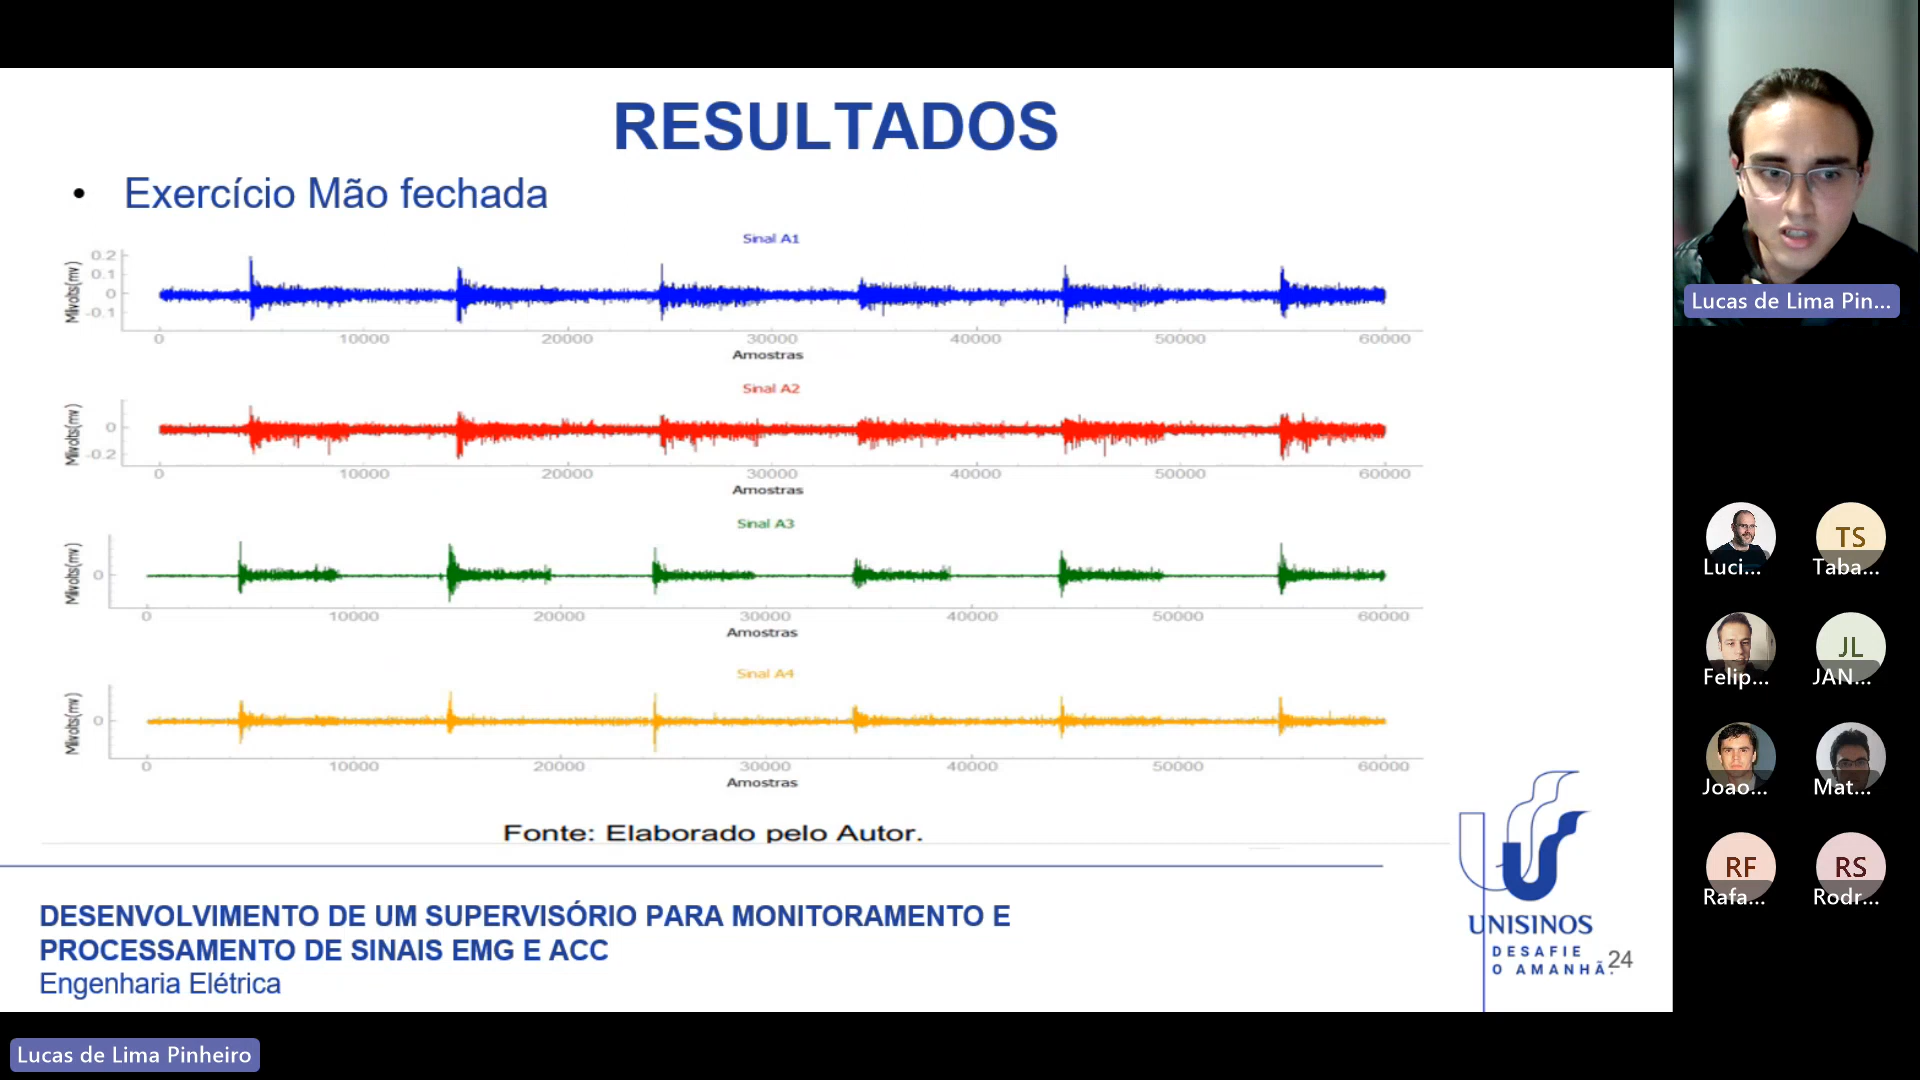 RESULTADOS
• Exercício Mão fechada
Sinal A1
Milivolts(mv)
0.2
0.1
0
-0.1
0 10000 20000 30000 40000 50000 60000
Amostras
Sinal A2
Milivolts(mv)
0
-0.2
0 10000 20000 30000 40000 50000 60000
Amostras
Sinal A3
Milivolts(mv)
0
0 10000 20000 30000 40000 50000 60000
Amostras
Sinal A4
Milivolts(mv)
0
0 10000 20000 30000 40000 50000 60000
Amostras
Fonte: Elaborado pelo Autor.
DESENVOLVIMENTO DE UM SUPERVISÓRIO PARA MONITORAMENTO E
PROCESSAMENTO DE SINAIS EMG E ACC
Engenharia Elétrica
UNISINOS
DESAFIE
O AMANHÃ.
24
Lucas de Lima Pinheiro
Lucas de Lima Pin...
Luci...
TS
Taba...
Felip...
JL
JAN...
Joao...
Mat...
RF
Rafa...
RS
Rodr...